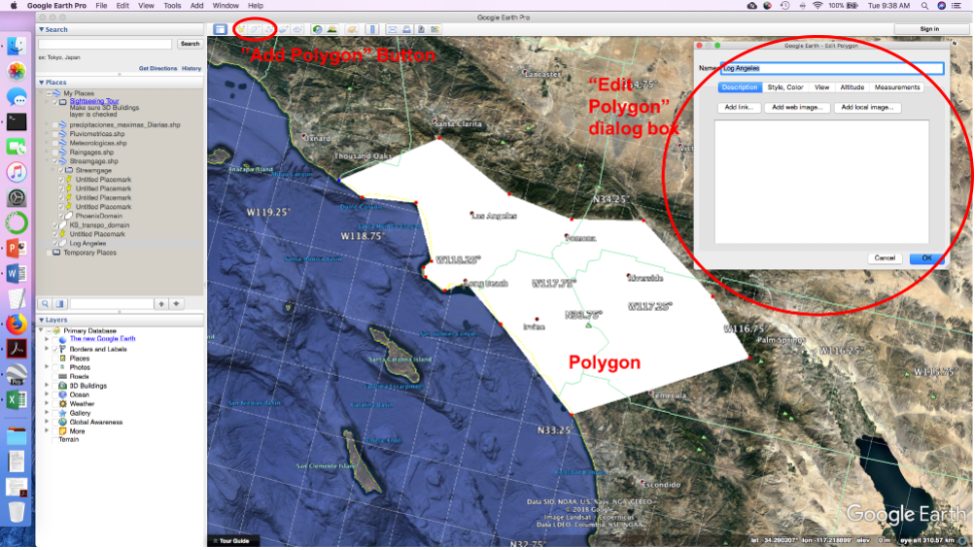 Google Earth Pro File Edit View Tools Add Window Help
100% Tue 9:38 AM
Google Earth Pro
Sign in
Search
Search
ex: Tokyo, Japan
Get Directions History
Places
My Places
Sightseeing Tour
Make sure 3D Buildings
layer is checked
precipitaciones_maximas_Diarias.shp
Fluviometricas.shp
Meteorologicas.shp
Raingages.shp
Streamgage.shp
Streamgage
Untitled Placemark
Untitled Placemark
Untitled Placemark
Untitled Placemark
PhoenixDomain
KS_transpo_domain
Untitled Placemark
Log Angeles
Temporary Places
Layers
Primary Database
The new Google Earth
Borders and Labels
Places
Photos
Roads
3D Buildings
Ocean
Weather
Gallery
Global Awareness
More
Terrain
"Add Polygon" Button
"Edit
Polygon"
dialog box
Google Earth - Edit Polygon
Name: Log Angeles
Description Style, Color View Altitude Measurements
Add link... Add web image... Add local image...
Cancel OK
Lancaster
Santa Clarita
Oxnard
Thousand Oaks
W119.25°
N34.25°
W118.75°
Los Angeles
Pomona
W118.25°
Long Beach
W117.75°
Riverside
W117.25°
N33.75°
Irvine
W116.75
Palm Springs
W116.25°
W115.75°
Santa Catalina Island
Polygon
Temecula
N33.25°
San Clemente Island
Escondido
Data SIO, NOAA, U.S. Navy, NGA, GEBCO
© 2018 Google
Image Landsat / Copernicus
Data LDEO-Columbia, NSF, NOAA
Google Earth
N32.75°
Tour Guide
lat 34.290207° lon -117.218699° elev 0 m eye alt 310.57 km